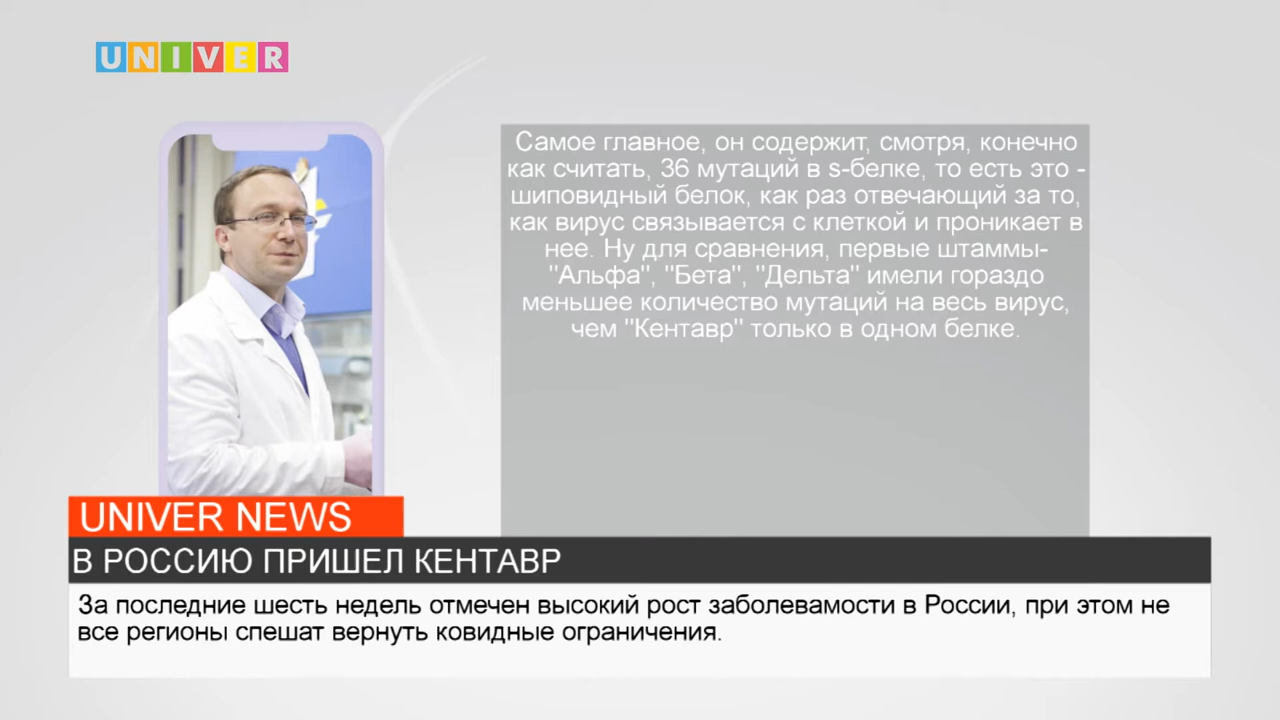 UNIVER
Самое главное, он содержит, смотря, конечно
как считать, 36 мутаций в s-белке, то есть это -
шиповидный белок, как раз отвечающий за то,
как вирус связывается с клеткой и проникает в
нее. Ну для сравнения, первые штаммы-
"Альфа", "Бета", "Дельта" имели гораздо
меньшее количество мутаций на весь вирус,
чем "Кентавр" только в одном белке.
UNIVER NEWS
В РОССИЮ ПРИШЕЛ КЕНТАВР
За последние шесть недель отмечен высокий рост заболевамости в России, при этом не
все регионы спешат вернуть ковидные ограничения.